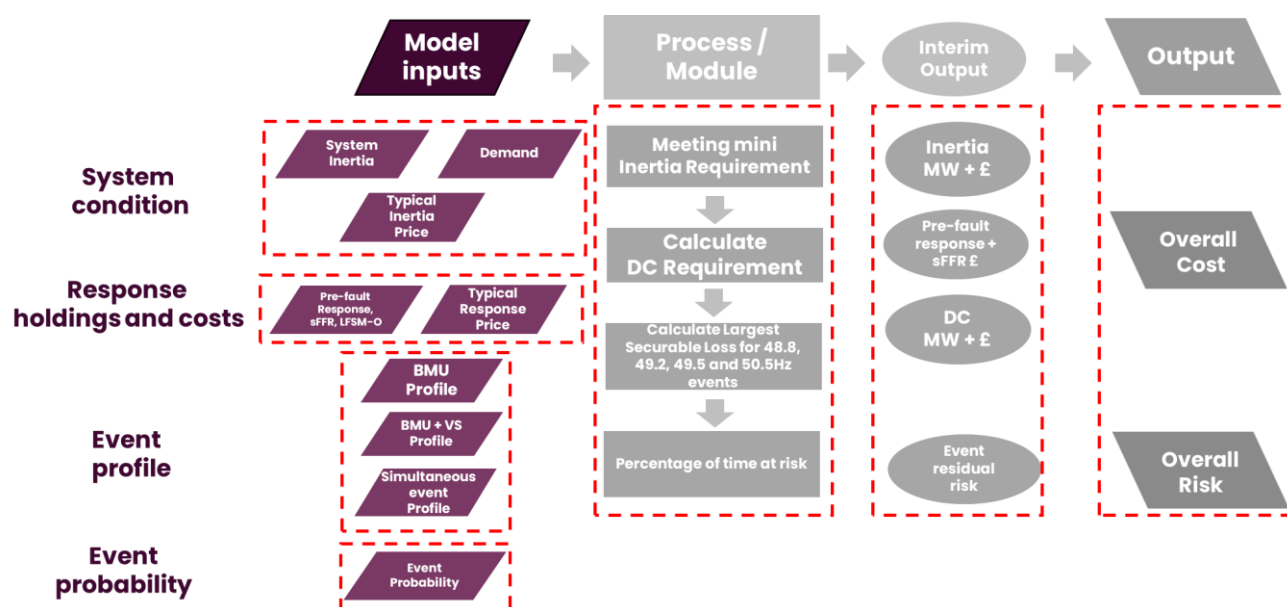 Model
inputs
Process /
Module
Interim
Output
Output
System
condition
System
Inertia
Demand
Typical
Inertia
Price
Response
holdings and costs
Pre-fault
Response,
sFFR, LFSM-O
Typical
Response
Price
Event
profile
BMU
Profile
BMU + VS
Profile
Simultaneous
event
Profile
Event
probability
Event
Probability
Meeting mini
Inertia Requirement
Calculate
DC Requirement
Calculate Largest
Securable Loss for 48.8,
49.2, 49.5 and 50.5Hz
events
Percentage of time at risk
Inertia
MW + £
Pre-fault
response +
sFFR £
DC
MW + £
Event
residual
risk
Overall
Cost
Overall
Risk